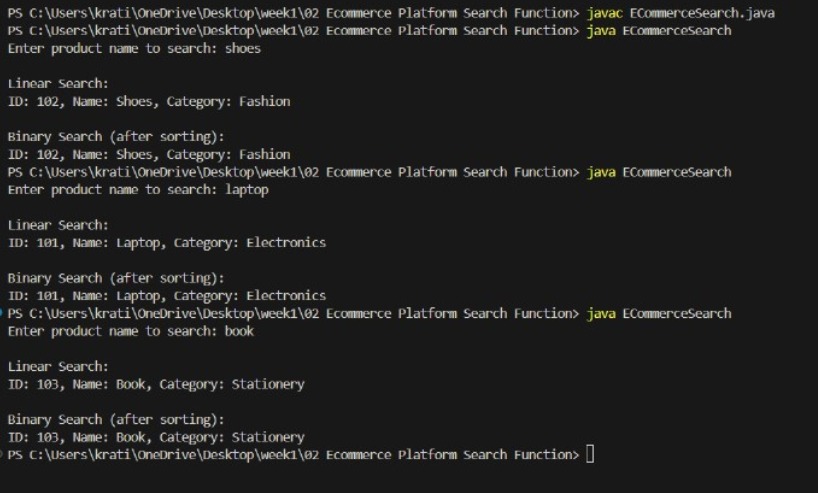 PS C:\Users\krati\OneDrive\Desktop\week1\02 Ecommerce Platform Search Function> javac ECommerceSearch.java
PS C:\Users\krati\OneDrive\Desktop\week1\02 Ecommerce Platform Search Function> java ECommerceSearch
Enter product name to search: shoes
Linear Search:
ID: 102, Name: Shoes, Category: Fashion
Binary Search (after sorting):
ID: 102, Name: Shoes, Category: Fashion
PS C:\Users\krati\OneDrive\Desktop\week1\02 Ecommerce Platform Search Function> java ECommerceSearch
Enter product name to search: laptop
Linear Search:
ID: 101, Name: Laptop, Category: Electronics
Binary Search (after sorting):
ID: 101, Name: Laptop, Category: Electronics
PS C:\Users\krati\OneDrive\Desktop\week1\02 Ecommerce Platform Search Function> java ECommerceSearch
Enter product name to search: book
Linear Search:
ID: 103, Name: Book, Category: Stationery
Binary Search (after sorting):
ID: 103, Name: Book, Category: Stationery
PS C:\Users\krati\OneDrive\Desktop\week1\02 Ecommerce Platform Search Function>